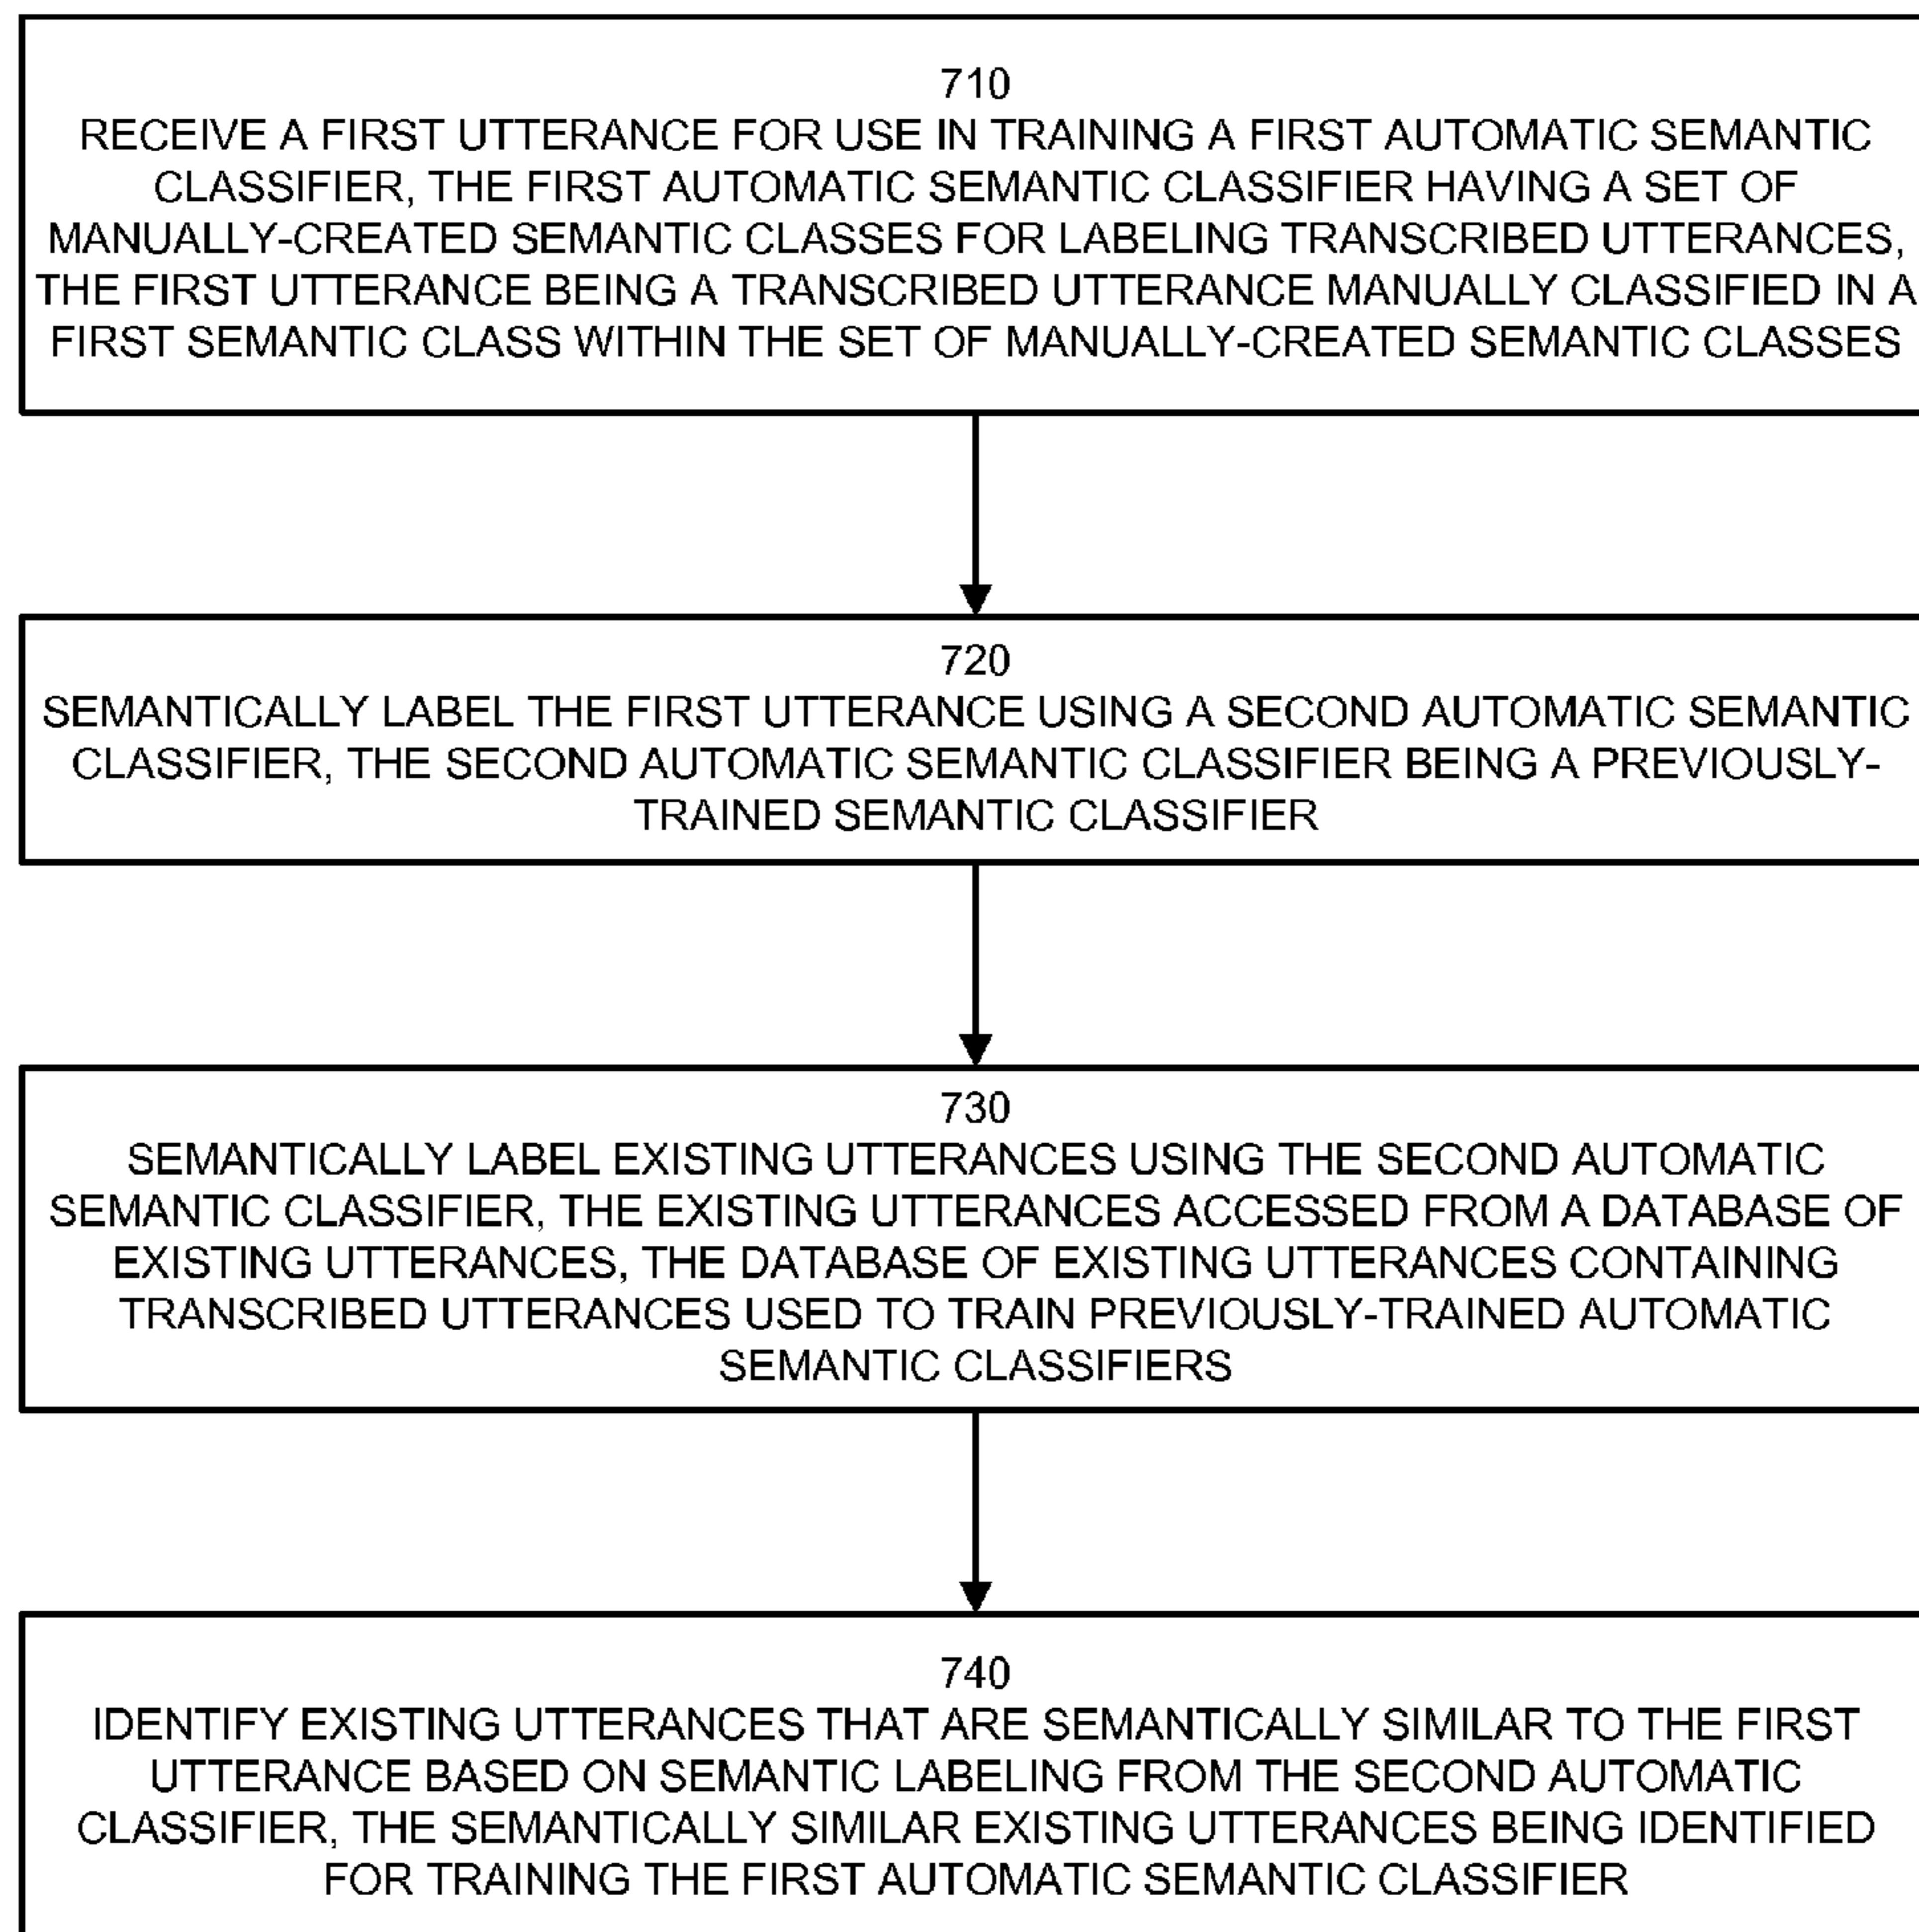 710
RECEIVE A FIRST UTTERANCE FOR USE IN TRAINING A FIRST AUTOMATIC SEMANTIC
CLASSIFIER, THE FIRST AUTOMATIC SEMANTIC CLASSIFIER HAVING A SET OF
MANUALLY-CREATED SEMANTIC CLASSES FOR LABELING TRANSCRIBED UTTERANCES,
THE FIRST UTTERANCE BEING A TRANSCRIBED UTTERANCE MANUALLY CLASSIFIED IN A
FIRST SEMANTIC CLASS WITHIN THE SET OF MANUALLY-CREATED SEMANTIC CLASSES
720
SEMANTICALLY LABEL THE FIRST UTTERANCE USING A SECOND AUTOMATIC SEMANTIC
CLASSIFIER, THE SECOND AUTOMATIC SEMANTIC CLASSIFIER BEING A PREVIOUSLY-
TRAINED SEMANTIC CLASSIFIER
730
SEMANTICALLY LABEL EXISTING UTTERANCES USING THE SECOND AUTOMATIC
SEMANTIC CLASSIFIER, THE EXISTING UTTERANCES ACCESSED FROM A DATABASE OF
EXISTING UTTERANCES, THE DATABASE OF EXISTING UTTERANCES CONTAINING
TRANSCRIBED UTTERANCES USED TO TRAIN PREVIOUSLY-TRAINED AUTOMATIC
SEMANTIC CLASSIFIERS
740
IDENTIFY EXISTING UTTERANCES THAT ARE SEMANTICALLY SIMILAR TO THE FIRST
UTTERANCE BASED ON SEMANTIC LABELING FROM THE SECOND AUTOMATIC
CLASSIFIER, THE SEMANTICALLY SIMILAR EXISTING UTTERANCES BEING IDENTIFIED
FOR TRAINING THE FIRST AUTOMATIC SEMANTIC CLASSIFIER